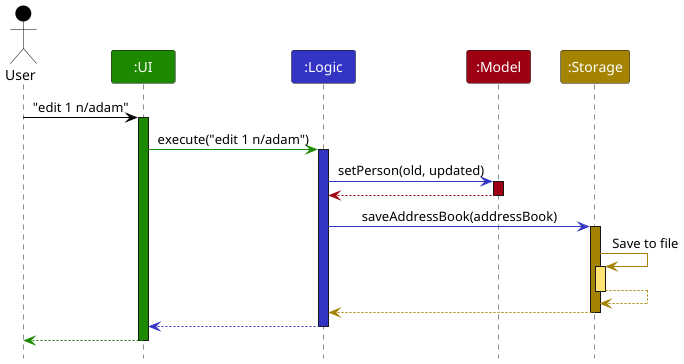 User
:UI
:Logic
:Model
:Storage
"edit 1 n/adam"
execute("edit 1 n/adam")
setPerson(old, updated)
saveAddressBook(addressBook)
Save to file